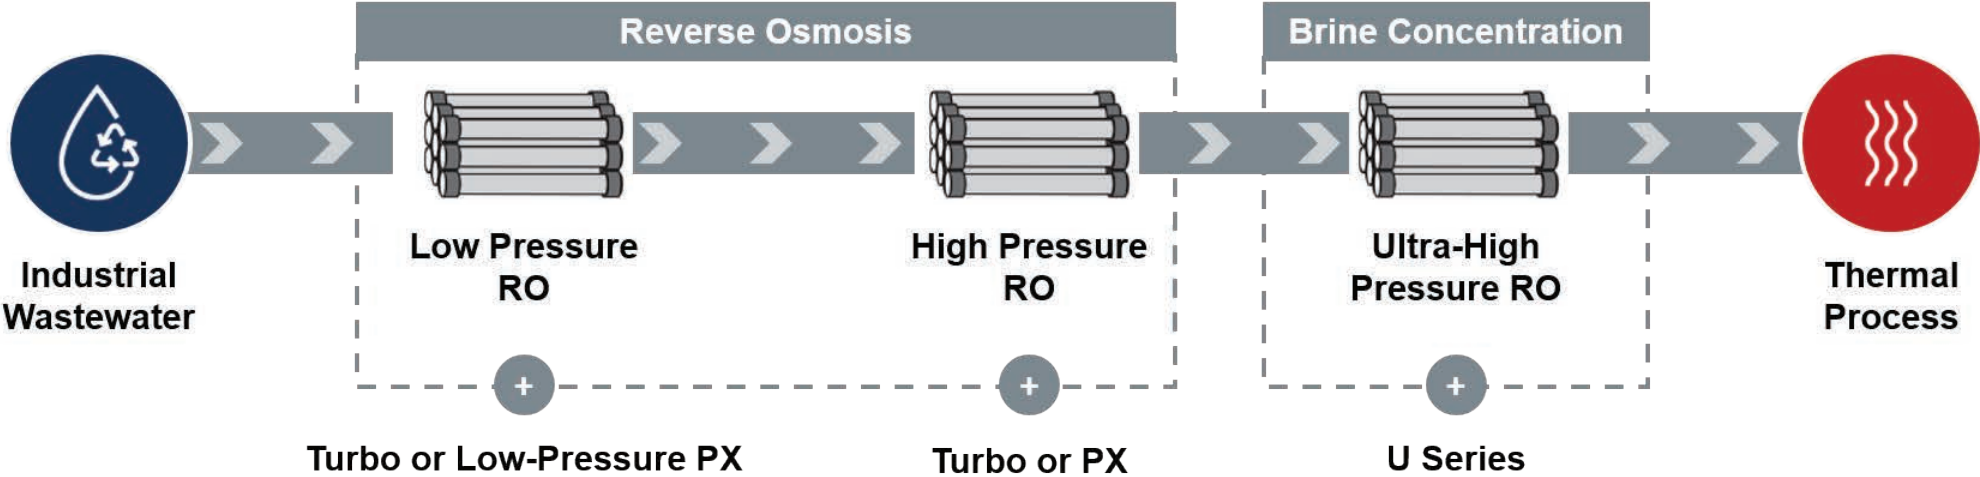 Reverse Osmosis
Brine Concentration
Industrial
Wastewater
Low Pressure
RO
High Pressure
RO
Ultra-High
Pressure RO
Thermal
Process
+
+
+
Turbo or Low-Pressure PX
Turbo or PX
U Series